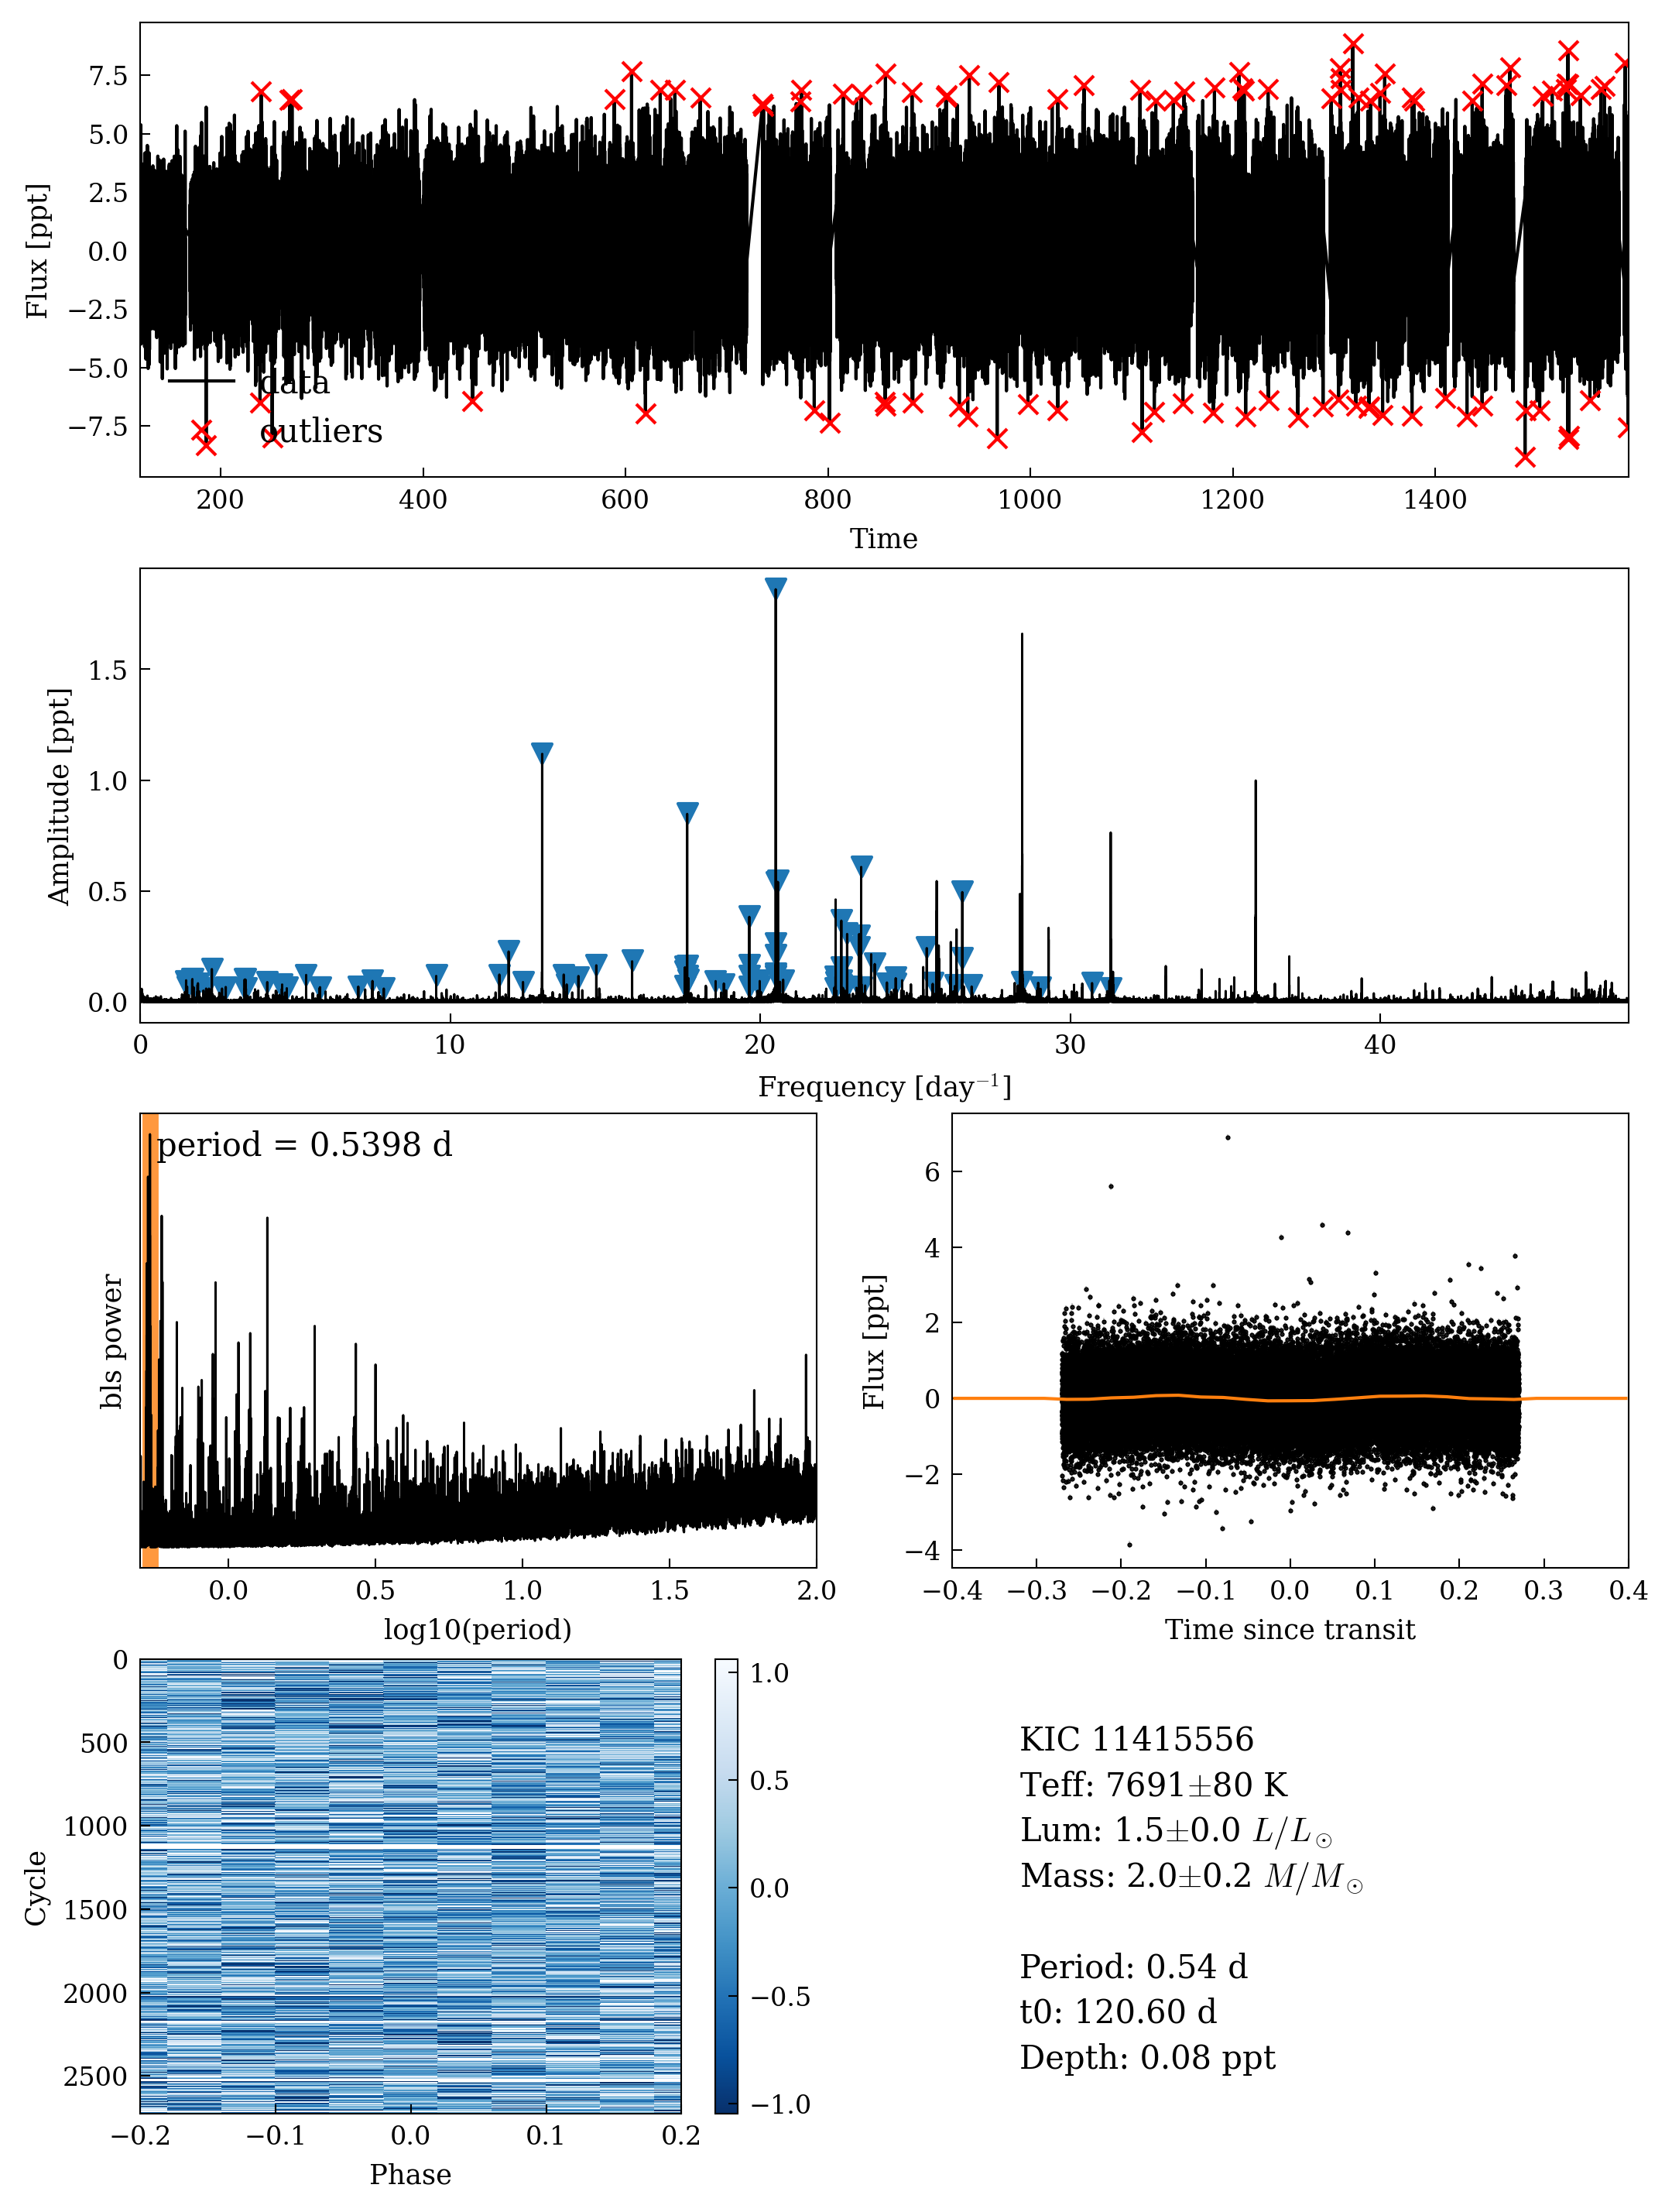 7.5
5.0
2.5
0.0
−2.5
−5.0
−7.5
Flux [ppt]
data
outliers
200 400 600 800 1000 1200 1400
Time
1.5
1.0
0.5
0.0
Amplitude [ppt]
0 10 20 30 40
Frequency [day⁻¹]
period = 0.5398 d
bls power
0.0 0.5 1.0 1.5 2.0
log10(period)
6
4
2
0
−2
−4
Flux [ppt]
−0.4 −0.3 −0.2 −0.1 0.0 0.1 0.2 0.3 0.4
Time since transit
0
500
1000
1500
2000
2500
Cycle
−0.2 −0.1 0.0 0.1 0.2
Phase
1.0
0.5
0.0
−0.5
−1.0
KIC 11415556
Teff: 7691±80 K
Lum: 1.5±0.0 L/L⊙
Mass: 2.0±0.2 M/M⊙
Period: 0.54 d
t0: 120.60 d
Depth: 0.08 ppt